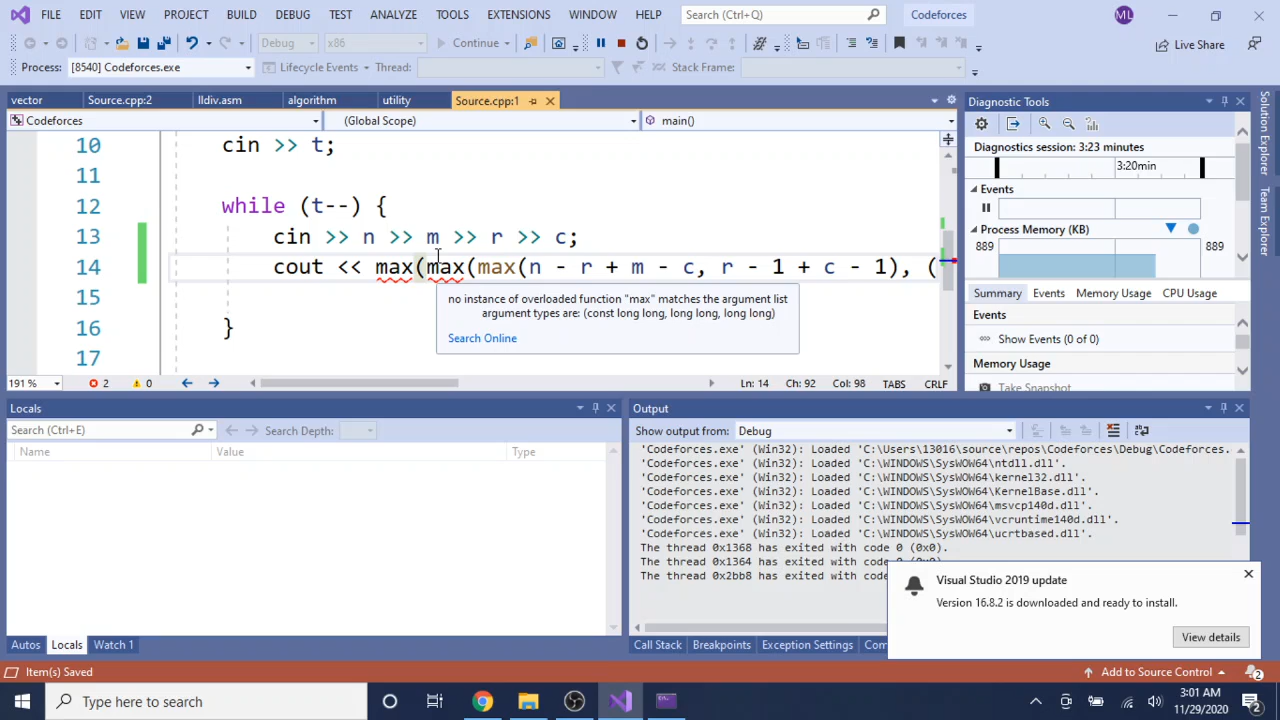 FILE EDIT VIEW PROJECT BUILD DEBUG TEST ANALYZE TOOLS EXTENSIONS WINDOW HELP Search (Ctrl+Q) Codeforces ML
Debug x86 Continue Live Share
Process: [8540] Codeforces.exe Lifecycle Events Thread: Stack Frame:
vector Source.cpp:2 lldiv.asm algorithm utility Source.cpp:1
Codeforces (Global Scope) main()
10 cin >> t;
11
12 while (t--) {
13 cin >> n >> m >> r >> c;
14 cout << max(max(max(n - r + m - c, r - 1 + c - 1), (
15
16 }
17
no instance of overloaded function "max" matches the argument list
argument types are: (const long long, long long, long long)
Search Online
191 % 2 0 Ln: 14 Ch: 92 Col: 98 TABS CRLF
Diagnostic Tools
Diagnostics session: 3:23 minutes
3:20min
Events
Process Memory (KB)
889 889
Summary Events Memory Usage CPU Usage
Events
Show Events (0 of 0)
Memory Usage
Take Snapshot
Solution Explorer
Team Explorer
Locals
Search (Ctrl+E) Search Depth:
Name Value Type
Autos Locals Watch 1
Output
Show output from: Debug
'Codeforces.exe' (Win32): Loaded 'C:\Users\13016\source\repos\Codeforces\Debug\Codeforces.
'Codeforces.exe' (Win32): Loaded 'C:\WINDOWS\SysWOW64\ntdll.dll'.
'Codeforces.exe' (Win32): Loaded 'C:\WINDOWS\SysWOW64\kernel32.dll'.
'Codeforces.exe' (Win32): Loaded 'C:\WINDOWS\SysWOW64\KernelBase.dll'.
'Codeforces.exe' (Win32): Loaded 'C:\WINDOWS\SysWOW64\msvcp140d.dll'.
'Codeforces.exe' (Win32): Loaded 'C:\WINDOWS\SysWOW64\vcruntime140d.dll'.
'Codeforces.exe' (Win32): Loaded 'C:\WINDOWS\SysWOW64\ucrtbased.dll'.
The thread 0x1368 has exited with code 0 (0x0).
The thread 0x1364 has exited with code 0 (0x0).
The thread 0x2bb8 has exited with code
Call Stack Breakpoints Exception Settings Com
Visual Studio 2019 update
Version 16.8.2 is downloaded and ready to install.
View details
Item(s) Saved Add to Source Control 2
Type here to search
3:01 AM
11/29/2020 2